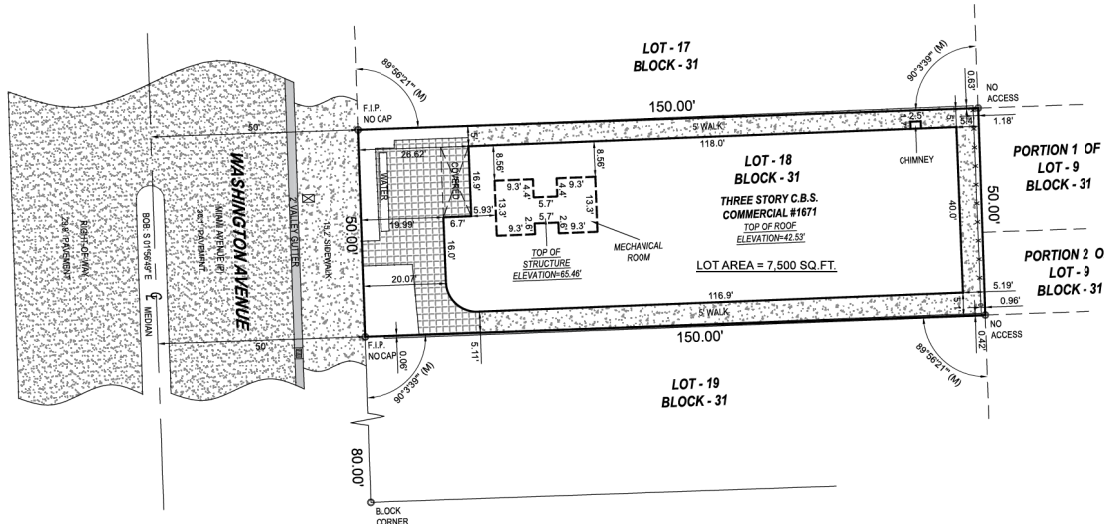 LOT - 17
BLOCK - 31
89°56'21"' (M)
90°3'39"' (M)
0.63'
NO
ACCESS
F.I.P.
NO CAP
150.00'
50'
5'
5' WALK
2.5'
5'
5.4'
1.18'
118.0'
CHIMNEY
26.62'
COVERED
WATER
16.9'
8.56'
8.56'
9.3'
4.4'
4.4'
9.3'
5.7'
13.3'
13.3'
5.7'
9.3'
2.6'
2.6'
9.3'
5.93'
6.7'
19.99'
16.0'
20.07'
MECHANICAL
ROOM
TOP OF
STRUCTURE
ELEVATION=65.46'
LOT - 18
BLOCK - 31
THREE STORY C.B.S.
COMMERCIAL #1671
TOP OF ROOF
ELEVATION=42.53'
LOT AREA = 7,500 SQ.FT.
40.0'
50.00'
50.00'
PORTION 1 OF
LOT - 9
BLOCK - 31
PORTION 2 O
LOT - 9
BLOCK - 31
WASHINGTON AVENUE
2' VALLEY GUTTER
15.2' SIDEWALK
RIGHT-OF-WAY
BOB: S 01°56'49" E
MEDIAN
50'
116.9'
5' WALK
5.1'
5.19'
0.96'
150.00'
F.I.P.
NO CAP
0.06'
5.11'
90°3'39"' (M)
89°56'21"' (M)
0.42'
NO
ACCESS
LOT - 19
BLOCK - 31
80.00'
BLOCK
CORNER